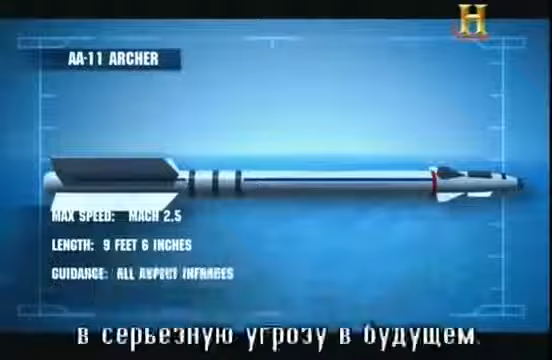 H
AA-11 ARCHER
MAX SPEED: MACH 2.5
LENGTH: 9 FEET 6 INCHES
GUIDANCE: ALL ASPECT INFRARED
в серьезную угрозу в будущем.